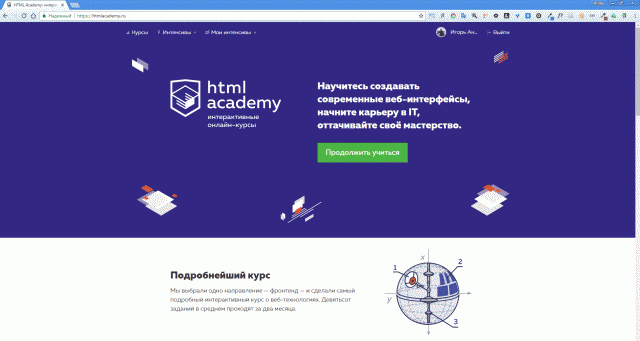 HTML Academy: интерак
Надежный https://htmlacademy.ru
Курсы Интенсивы Мои интенсивы Игорь Ан... Выйти
html
academy
интерактивные
онлайн-курсы
Научитесь создавать
современные веб-интерфейсы,
начните карьеру в IT,
оттачивайте своё мастерство.
Продолжить учиться
Подробнейший курс
Мы выбрали одно направление — фронтенд — и сделали самый
подробный интерактивный курс о веб-технологиях. Девятьсот
заданий в среднем проходят за два месяца.
x
1
2
y
3